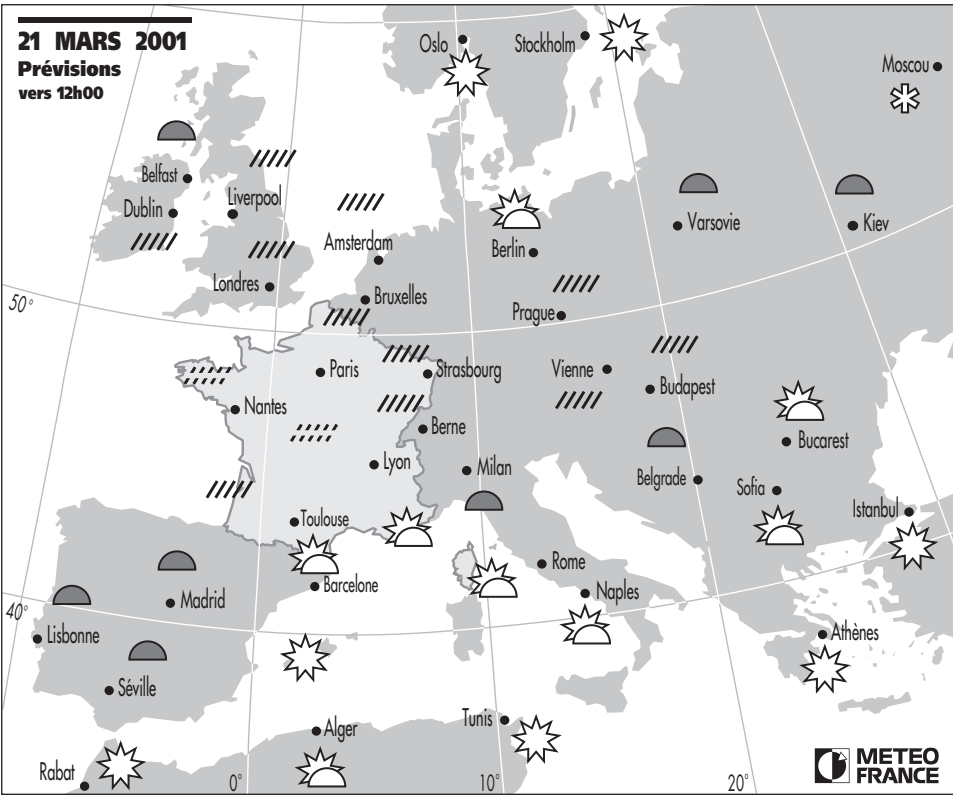 21 MARS 2001
Prévisions
vers 12h00
Oslo
Stockholm
Moscou
Belfast
Dublin
Liverpool
Varsovie
Kiev
Amsterdam
Berlin
Londres
Bruxelles
50°
Prague
Paris
Strasbourg
Vienne
Budapest
Nantes
Berne
Bucarest
Lyon
Milan
Belgrade
Sofia
Istanbul
Toulouse
Rome
Barcelone
Naples
Madrid
40°
Lisbonne
Athènes
Séville
Tunis
Alger
Rabat
0°
10°
20°
METEO
FRANCE